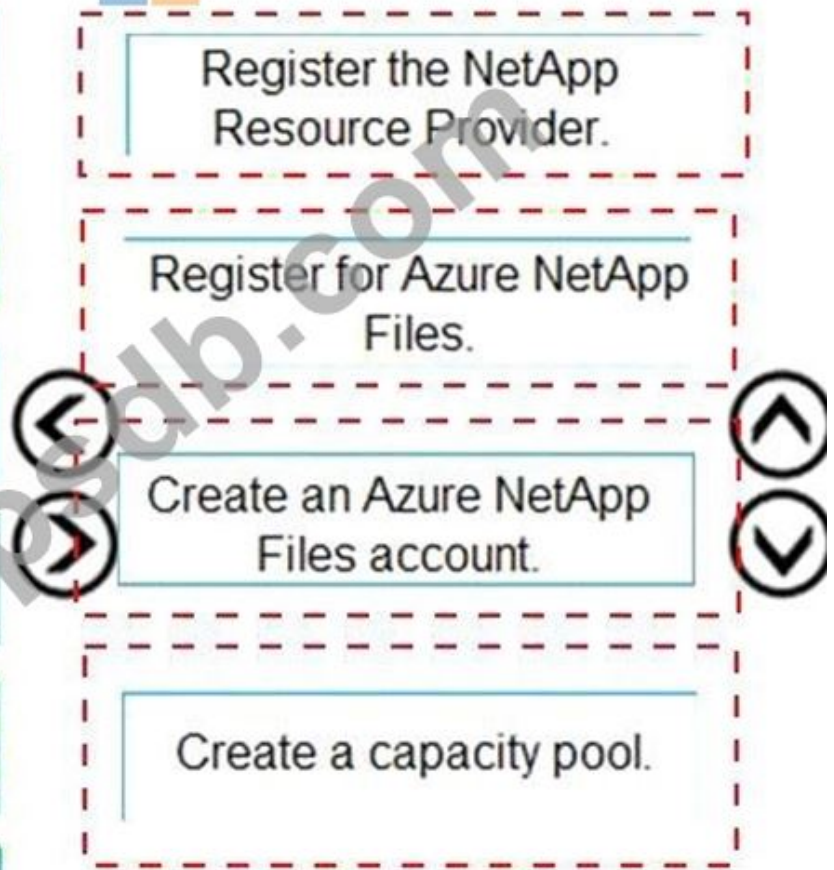 Register the NetApp
Resource Provider.
Register for Azure NetApp
Files.
Create an Azure NetApp
Files account.
Create a capacity pool.